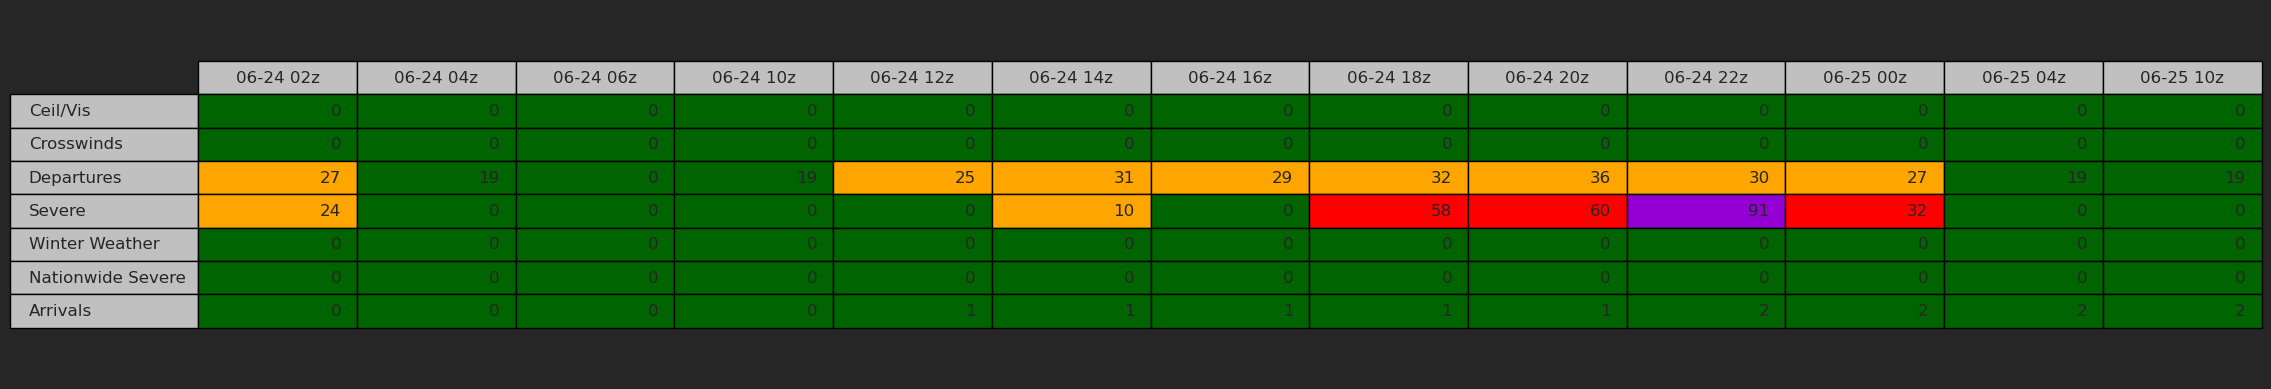 06-24 02z 06-24 04z 06-24 06z 06-24 10z 06-24 12z 06-24 14z 06-24 16z 06-24 18z 06-24 20z 06-24 22z 06-25 00z 06-25 04z 06-25 10z
Ceil/Vis 0 0 0 0 0 0 0 0 0 0 0 0 0
Crosswinds 0 0 0 0 0 0 0 0 0 0 0 0 0
Departures 27 19 0 19 25 31 29 32 36 30 27 19 19
Severe 24 0 0 0 0 10 0 58 60 91 32 0 0
Winter Weather 0 0 0 0 0 0 0 0 0 0 0 0 0
Nationwide Severe 0 0 0 0 0 0 0 0 0 0 0 0 0
Arrivals 0 0 0 0 1 1 1 1 1 2 2 2 2